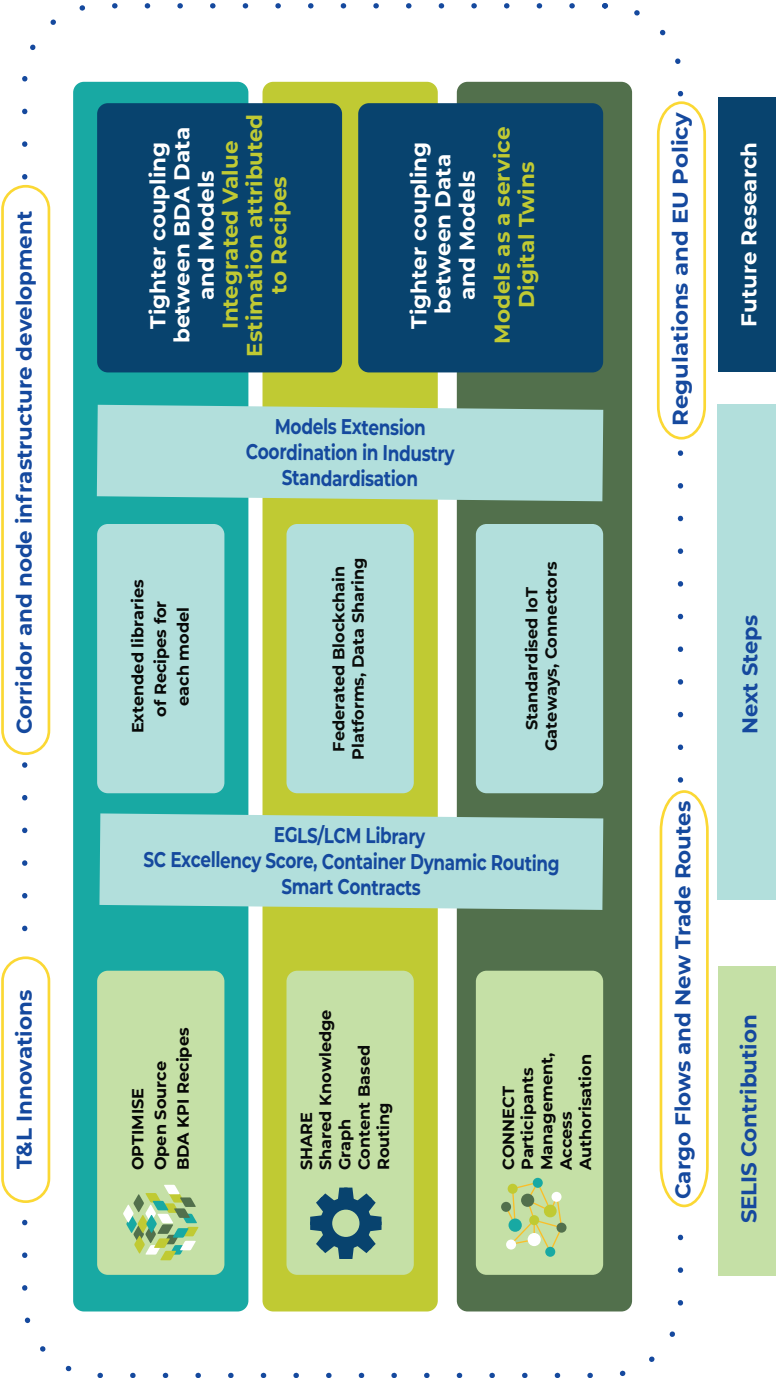 T&L Innovations
Corridor and node infrastructure development
OPTIMISE
Open Source
BDA KPI Recipes
SHARE
Shared Knowledge
Graph
Content Based
Routing
CONNECT
Participants
Management,
Access
Authorisation
EGLS/LCM Library
SC Excellency Score, Container Dynamic Routing
Smart Contracts
Extended libraries
of Recipes for
each model
Federated Blockchain
Platforms, Data Sharing
Standardised IoT
Gateways, Connectors
Models Extension
Coordination in Industry
Standardisation
Tighter coupling
between BDA Data
and Models
Integrated Value
Estimation attributed
to Recipes
Tighter coupling
between Data
and Models
Models as a service
Digital Twins
Cargo Flows and New Trade Routes
Regulations and EU Policy
SELIS Contribution
Next Steps
Future Research